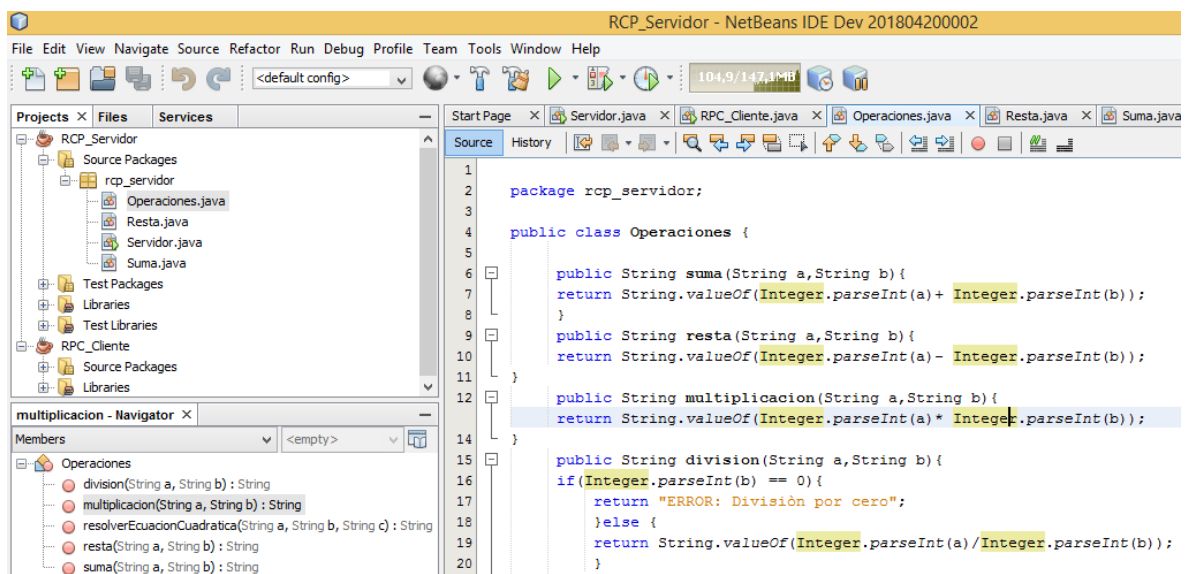 RCP_Servidor - NetBeans IDE Dev 201804200002
File Edit View Navigate Source Refactor Run Debug Profile Team Tools Window Help
<default config>
104,9/147,1MB
Projects Files Services
RCP_Servidor
Source Packages
rcp_servidor
Operaciones.java
Resta.java
Servidor.java
Suma.java
Test Packages
Libraries
Test Libraries
RPC_Cliente
Source Packages
Libraries
multiplicacion - Navigator
Members <empty>
Operaciones
division(String a, String b) : String
multiplicacion(String a, String b) : String
resolverEcuacionCuadratica(String a, String b, String c) : String
resta(String a, String b) : String
suma(String a, String b) : String
Start Page Servidor.java RPC_Cliente.java Operaciones.java Resta.java Suma.java
Source History
1
2 package rcp_servidor;
3
4 public class Operaciones {
5
6 public String suma(String a,String b){
7 return String.valueOf(Integer.parseInt(a)+ Integer.parseInt(b));
8 }
9 public String resta(String a,String b){
10 return String.valueOf(Integer.parseInt(a)- Integer.parseInt(b));
11 }
12 public String multiplicacion(String a,String b){
return String.valueOf(Integer.parseInt(a)* Integer.parseInt(b));
14 }
15 public String division(String a,String b){
16 if(Integer.parseInt(b) == 0){
17 return "ERROR: Divisiòn por cero";
18 }else {
19 return String.valueOf(Integer.parseInt(a)/Integer.parseInt(b));
20 }